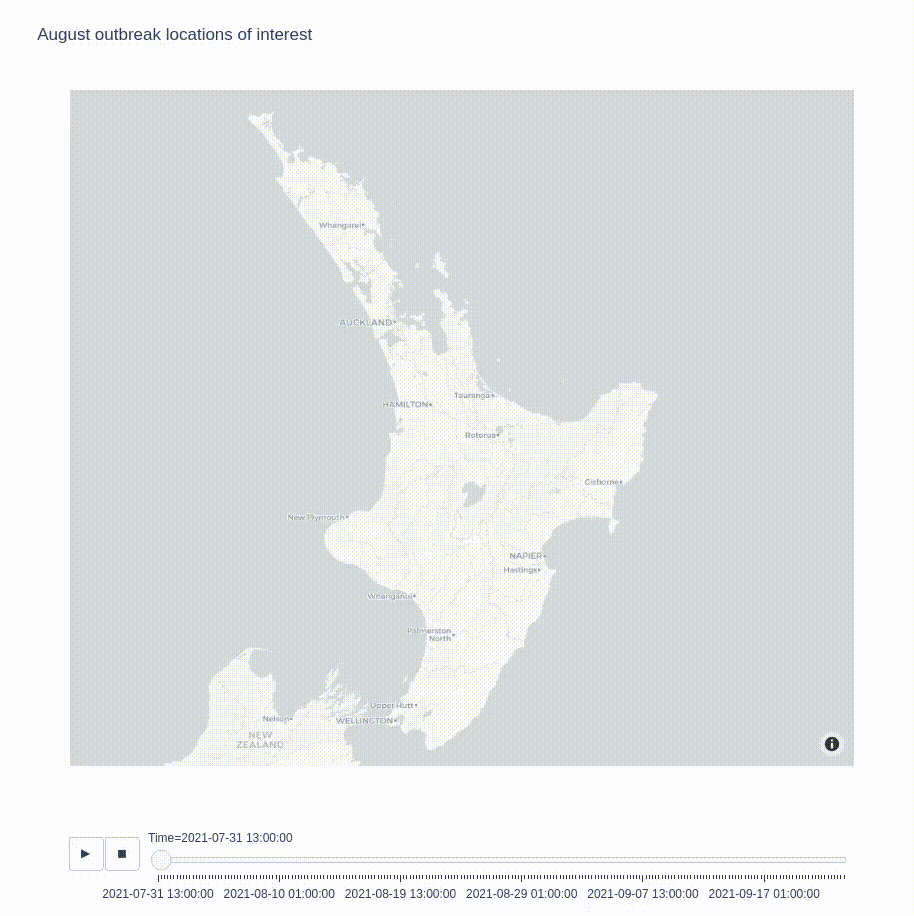 August outbreak locations of interest
Whangarei
AUCKLAND
Tauranga
HAMILTON
Rotorua
Gisborne
New Plymouth
NAPIER
Hastings
Whanganui
Palmerston
North
Upper Hutt
Nelson
WELLINGTON
NEW
ZEALAND
Time=2021-07-31 13:00:00
2021-07-31 13:00:00 2021-08-10 01:00:00 2021-08-19 13:00:00 2021-08-29 01:00:00 2021-09-07 13:00:00 2021-09-17 01:00:00